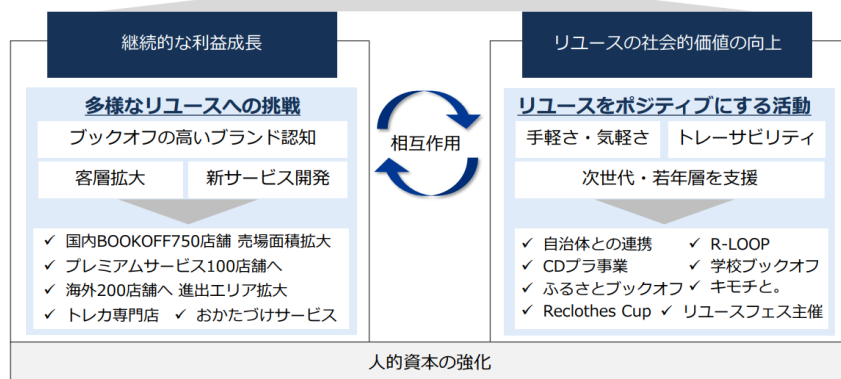 継続的な利益成長
多様なリユースへの挑戦
ブックオフの高いブランド認知
客層拡大
新サービス開発
✓ 国内BOOKOFF750店舗 売場面積拡大
✓ プレミアムサービス100店舗へ
✓ 海外200店舗へ 進出エリア拡大
✓ トレカ専門店 ✓ おかたづけサービス
相互作用
リユースの社会的価値の向上
リユースをポジティブにする活動
手軽さ・気軽さ
トレーサビリティ
次世代・若年層を支援
✓ 自治体との連携 ✓ R-LOOP
✓ CDプラ事業 ✓ 学校ブックオフ
✓ ふるさとブックオフ ✓ キモチと。
✓ Reclothes Cup ✓ リユースフェス主催
人的資本の強化